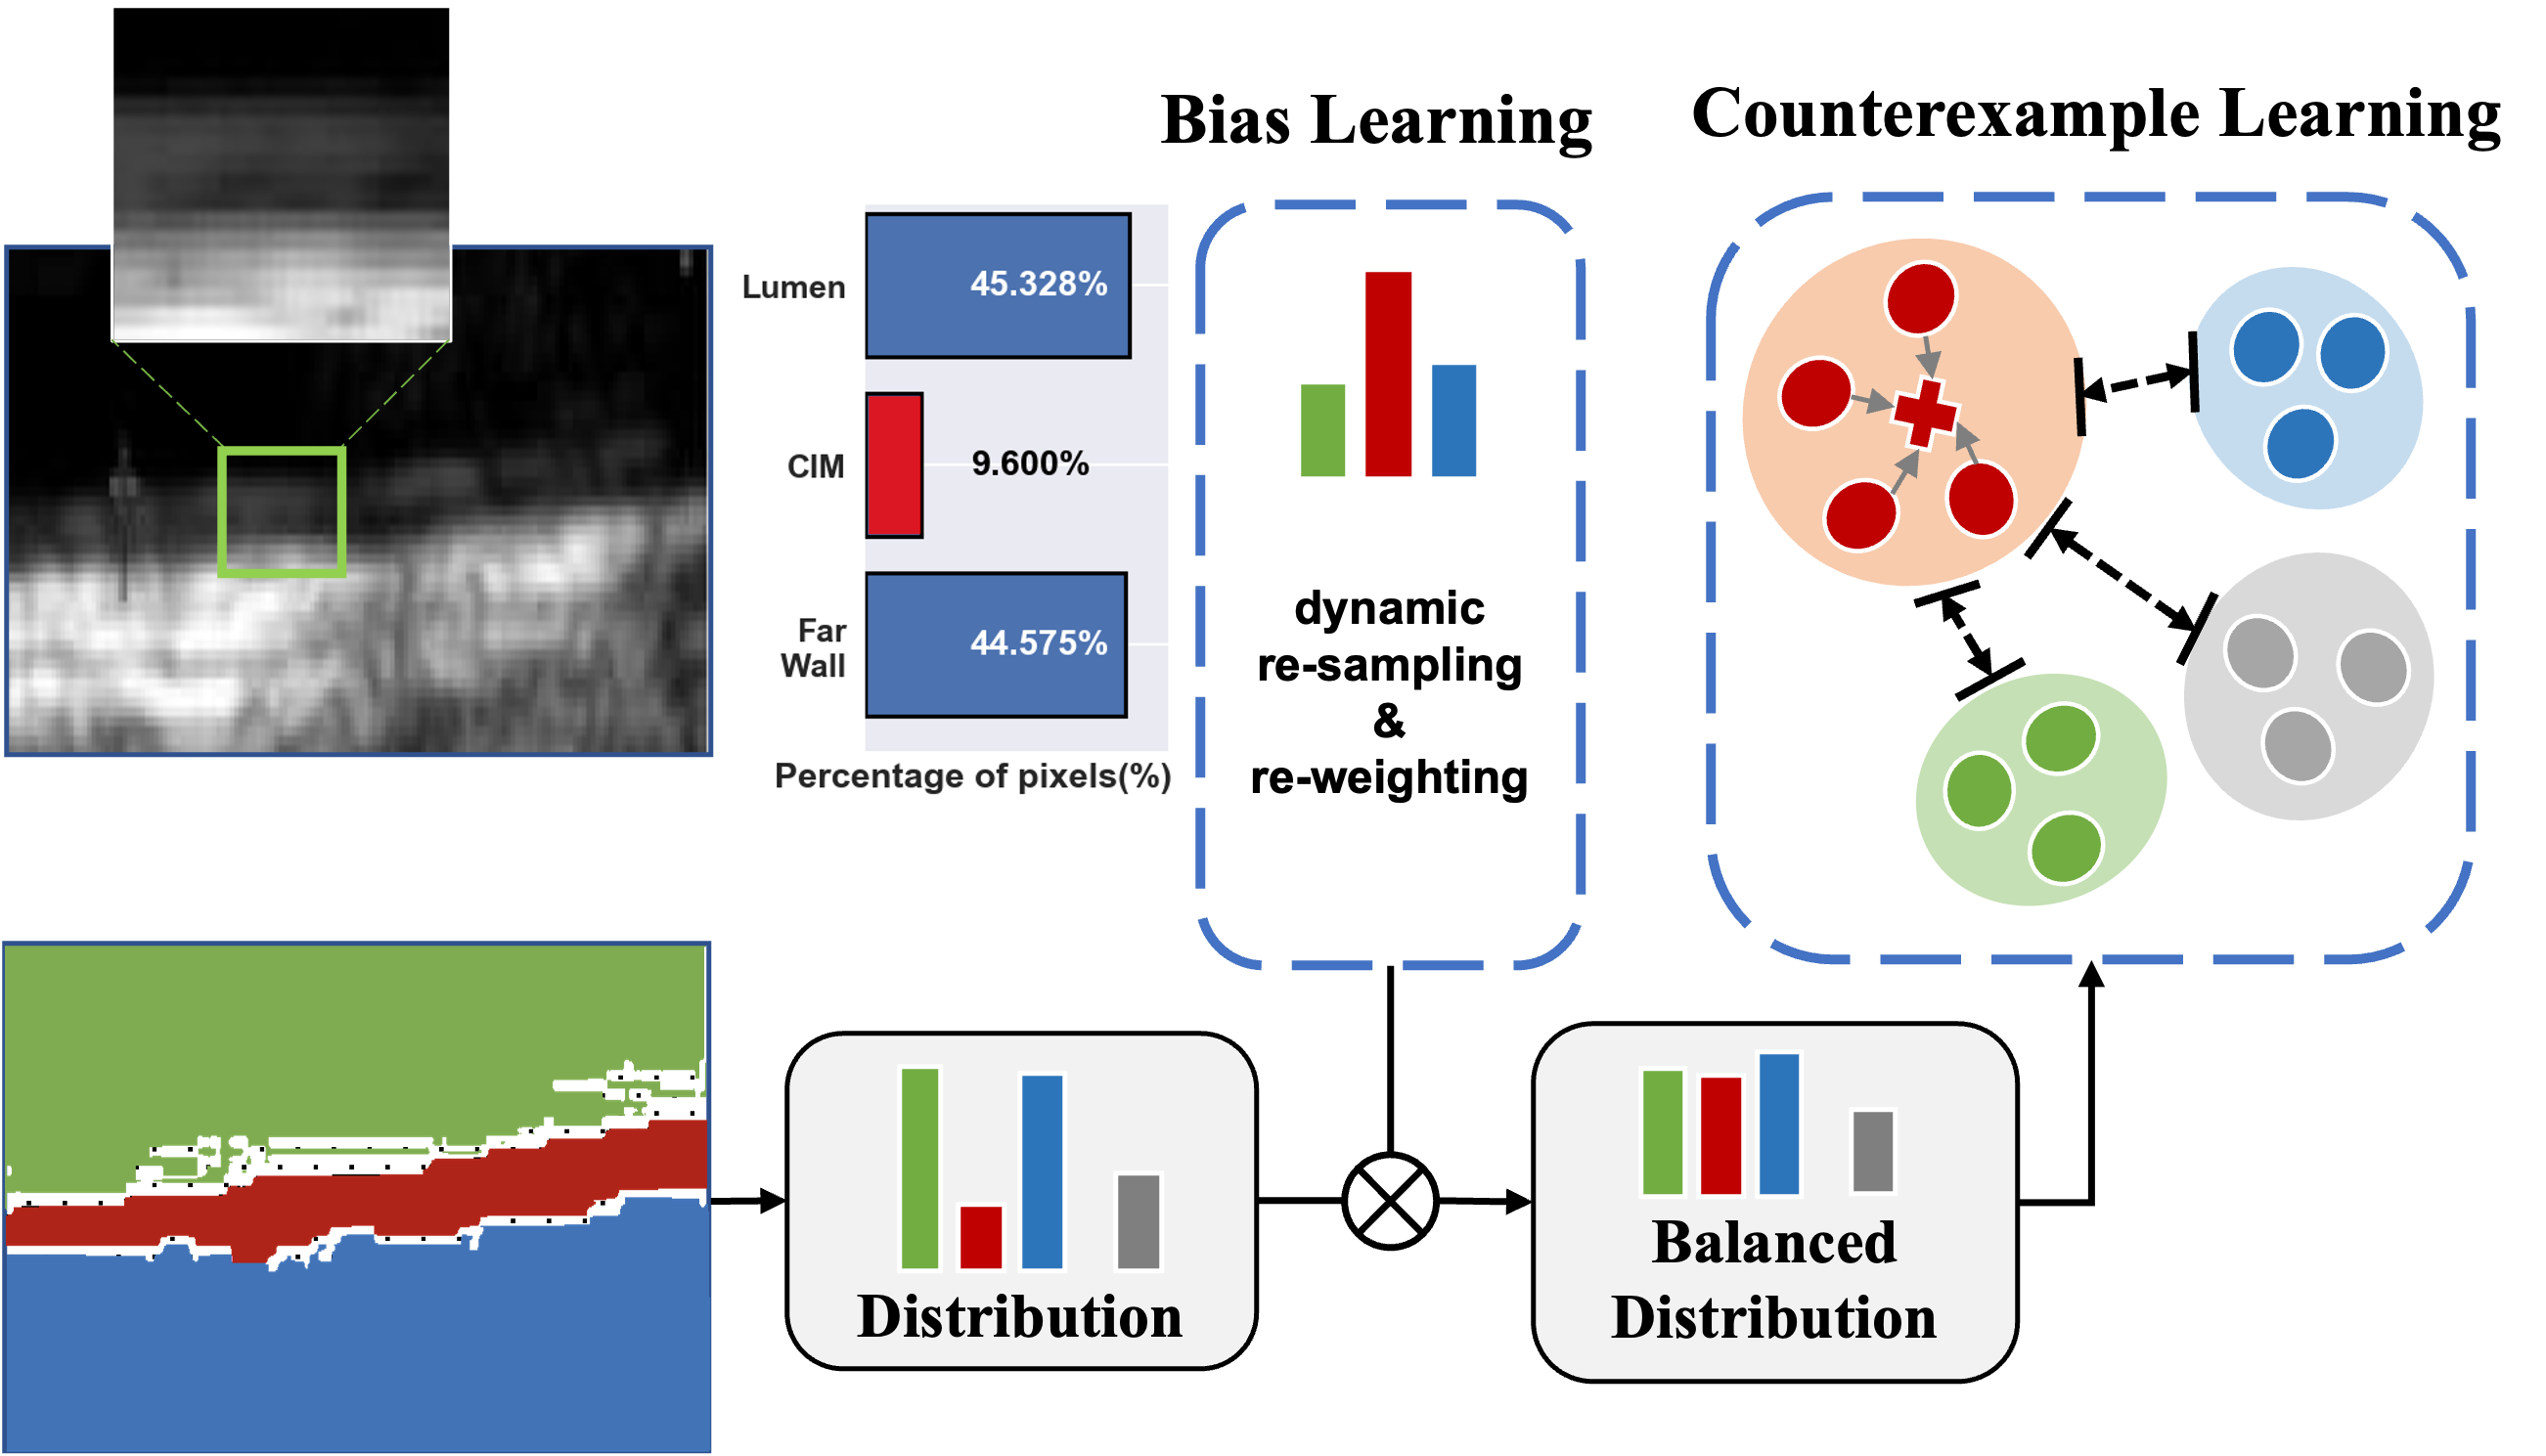 Bias Learning
Counterexample Learning
Lumen
45.328%
CIM
9.600%
Far
Wall
44.575%
Percentage of pixels(%)
dynamic
re-sampling
&
re-weighting
Distribution
Balanced
Distribution